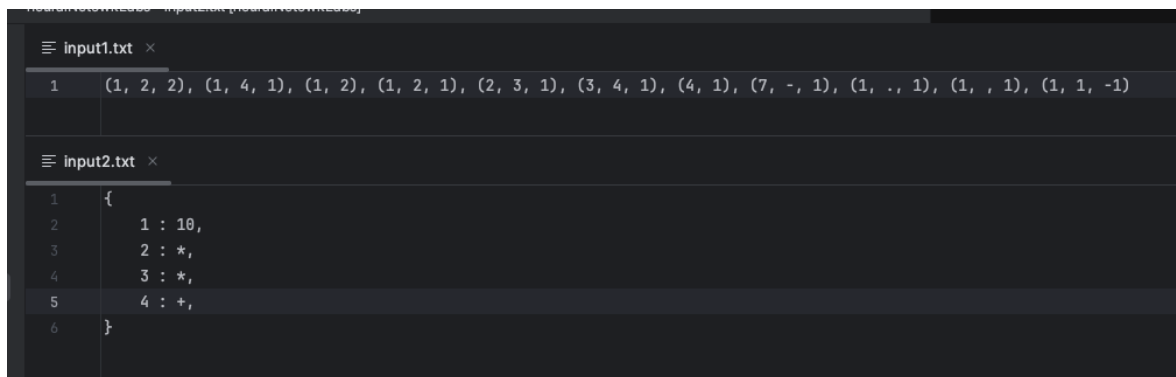 input1.txt ×
1 (1, 2, 2), (1, 4, 1), (1, 2), (1, 2, 1), (2, 3, 1), (3, 4, 1), (4, 1), (7, -, 1), (1, ., 1), (1, , 1), (1, 1, -1)
input2.txt ×
1 {
2 1 : 10,
3 2 : *,
4 3 : *,
5 4 : +,
6 }